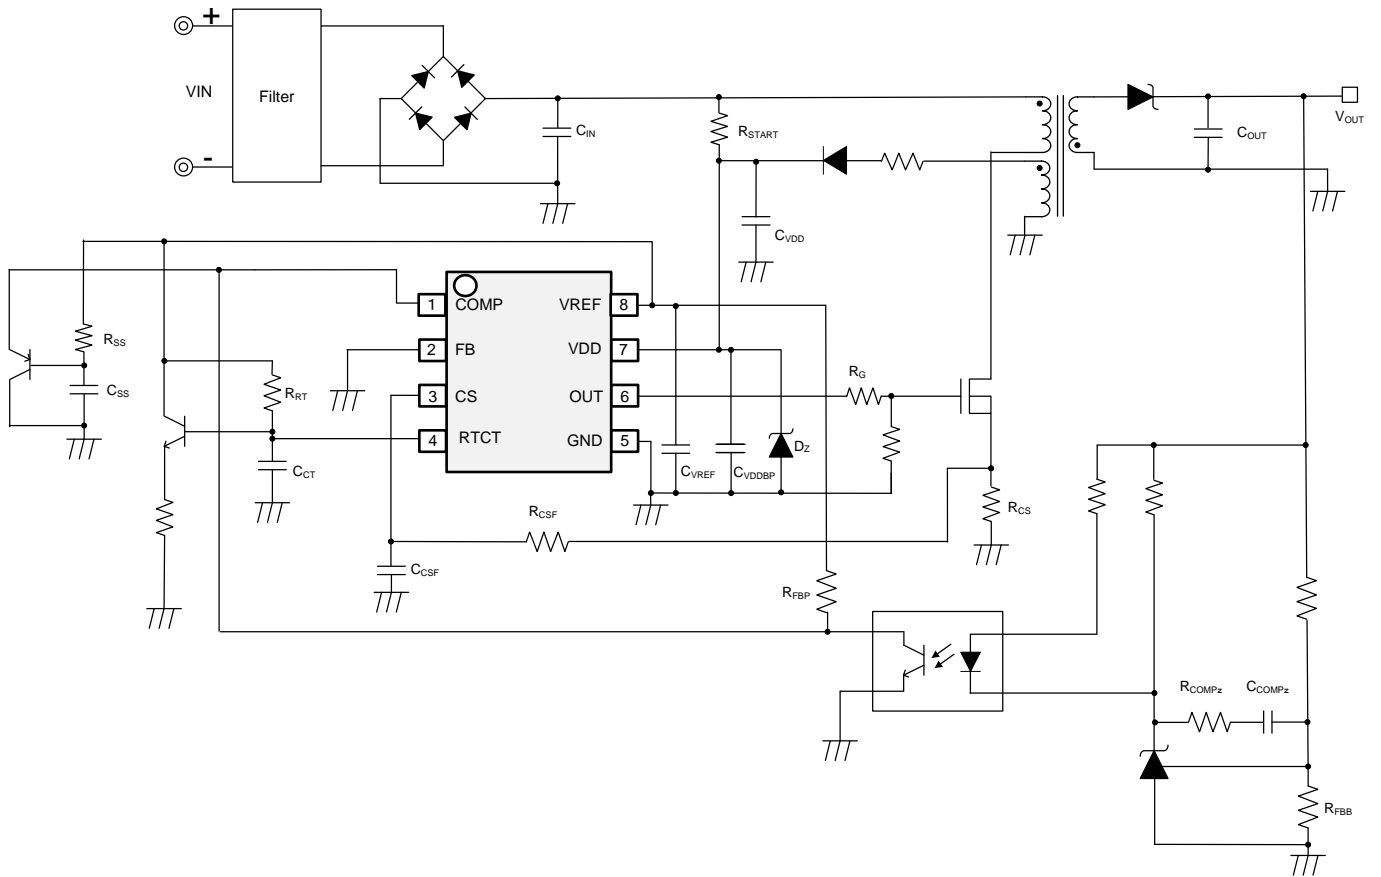 +
VIN
-
Filter
CIN
RSTART
CVDD
COUT
VOUT
RSS
CSS
RRT
CCT
1 COMP VREF 8
2 FB VDD 7
3 CS OUT 6
4 RTCT GND 5
CVREF
CVDDBP
DZ
RG
RCS
RCSF
CCSF
RFBP
RCOMPz
CCOMPz
RFBB